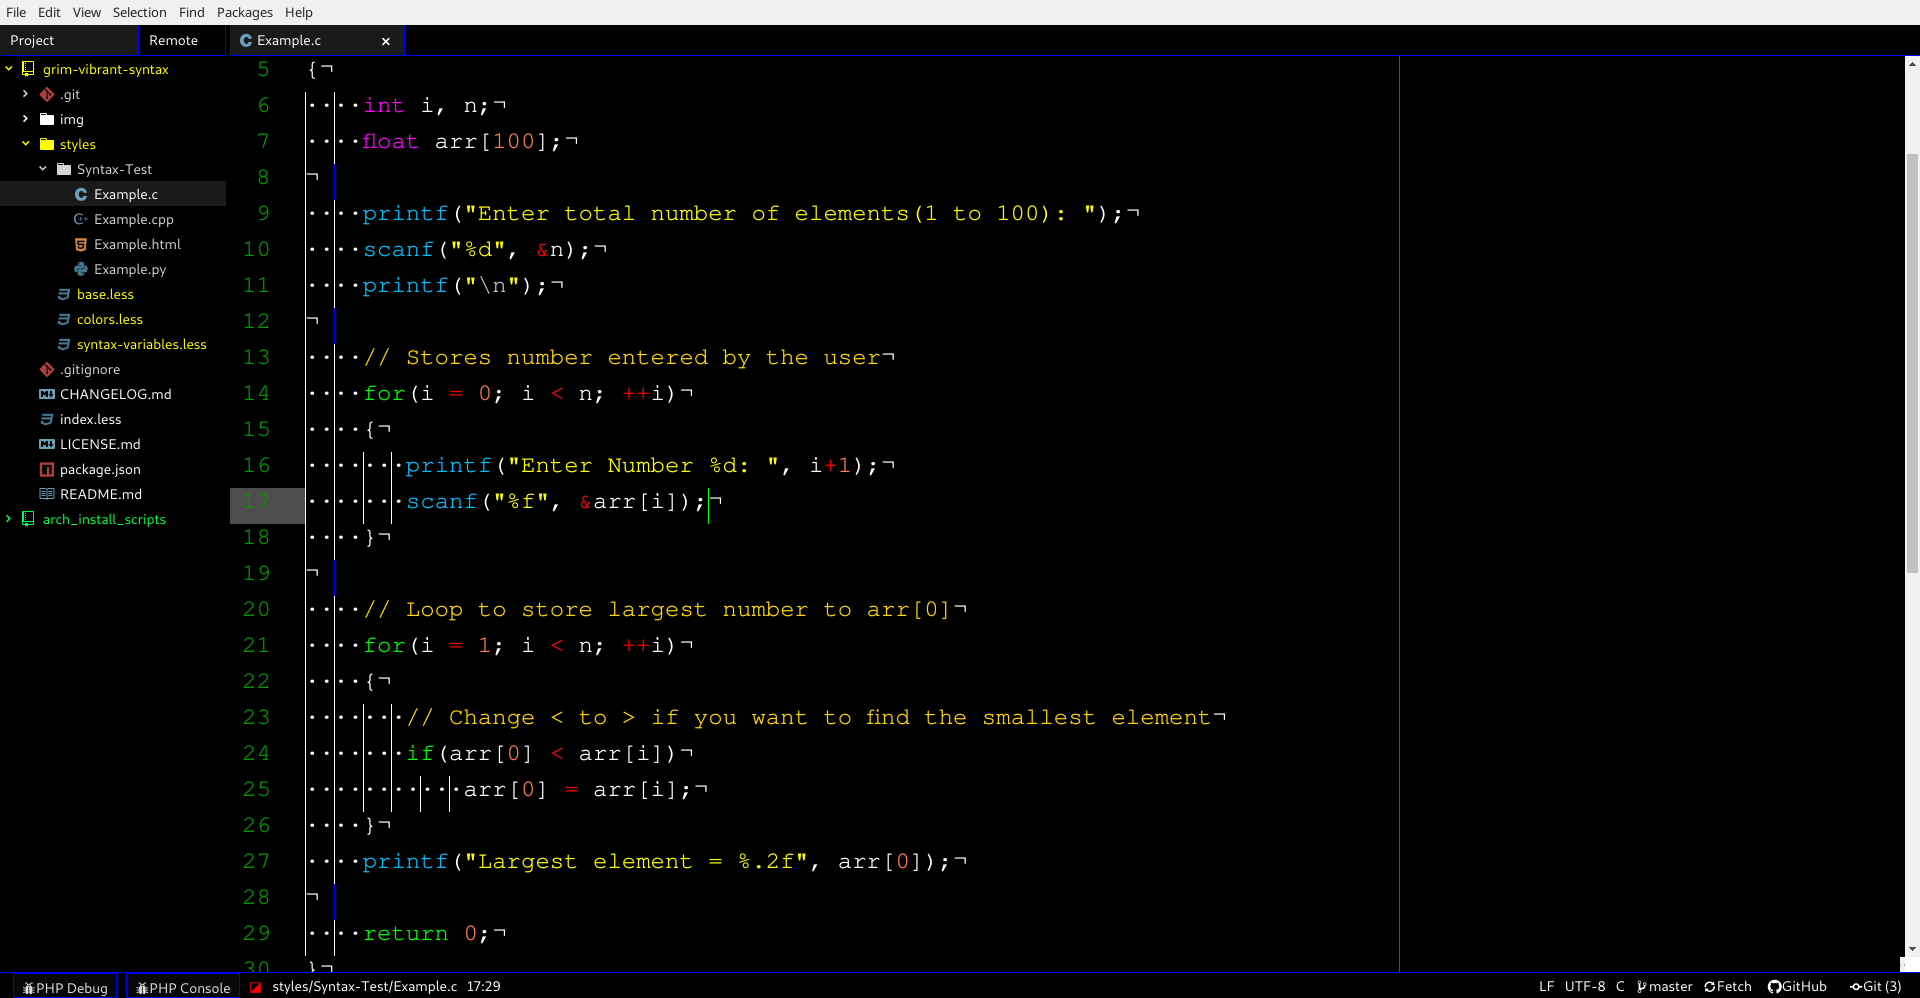 File Edit View Selection Find Packages Help
Project Remote Example.c ×
grim-vibrant-syntax
.git
img
styles
Syntax-Test
Example.c
Example.cpp
Example.html
Example.py
base.less
colors.less
syntax-variables.less
.gitignore
CHANGELOG.md
index.less
LICENSE.md
package.json
README.md
arch_install_scripts
5 {¬
6 ····int i, n;¬
7 ····float arr[100];¬
8 ¬
9 ····printf("Enter total number of elements(1 to 100): ");¬
10 ····scanf("%d", &n);¬
11 ····printf("\n");¬
12 ¬
13 ····// Stores number entered by the user¬
14 ····for(i = 0; i < n; ++i)¬
15 ····{¬
16 ·······printf("Enter Number %d: ", i+1);¬
17 ·······scanf("%f", &arr[i]);¬
18 ····}¬
19 ¬
20 ····// Loop to store largest number to arr[0]¬
21 ····for(i = 1; i < n; ++i)¬
22 ····{¬
23 ·······// Change < to > if you want to find the smallest element¬
24 ·······if(arr[0] < arr[i])¬
25 ···········arr[0] = arr[i];¬
26 ····}¬
27 ····printf("Largest element = %.2f", arr[0]);¬
28 ¬
29 ····return 0;¬
30 }¬
PHP Debug PHP Console styles/Syntax-Test/Example.c 17:29 LF UTF-8 C master Fetch GitHub Git (3)